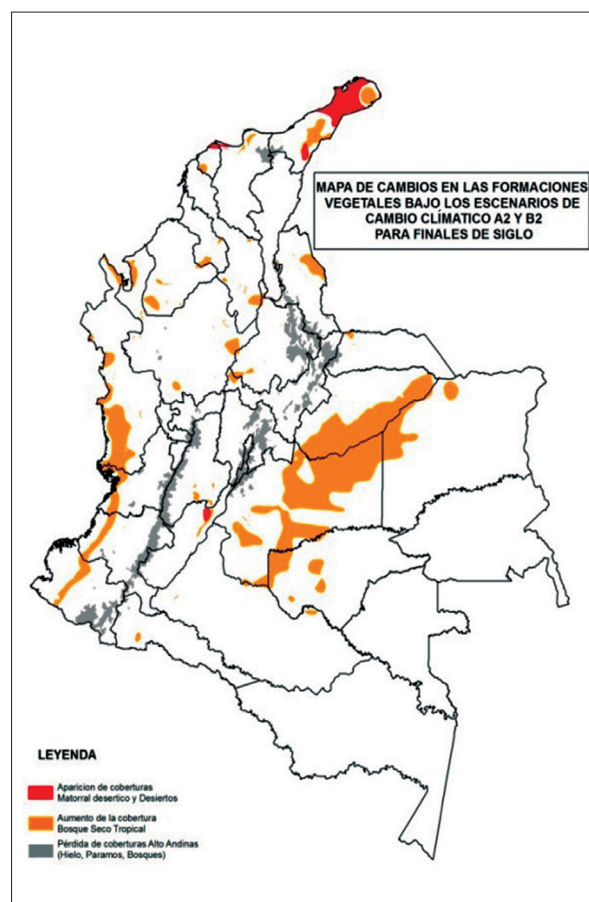 MAPA DE CAMBIOS EN LAS FORMACIONES
VEGETALES BAJO LOS ESCENARIOS DE
CAMBIO CLÍMATICO A2 Y B2
PARA FINALES DE SIGLO
LEYENDA
Aparicion de coberturas
Matorral desertico y Desiertos
Aumento de la cobertura
Bosque Seco Tropical
Pérdida de coberturas Alto Andinas
(Hielo, Paramos, Bosques)